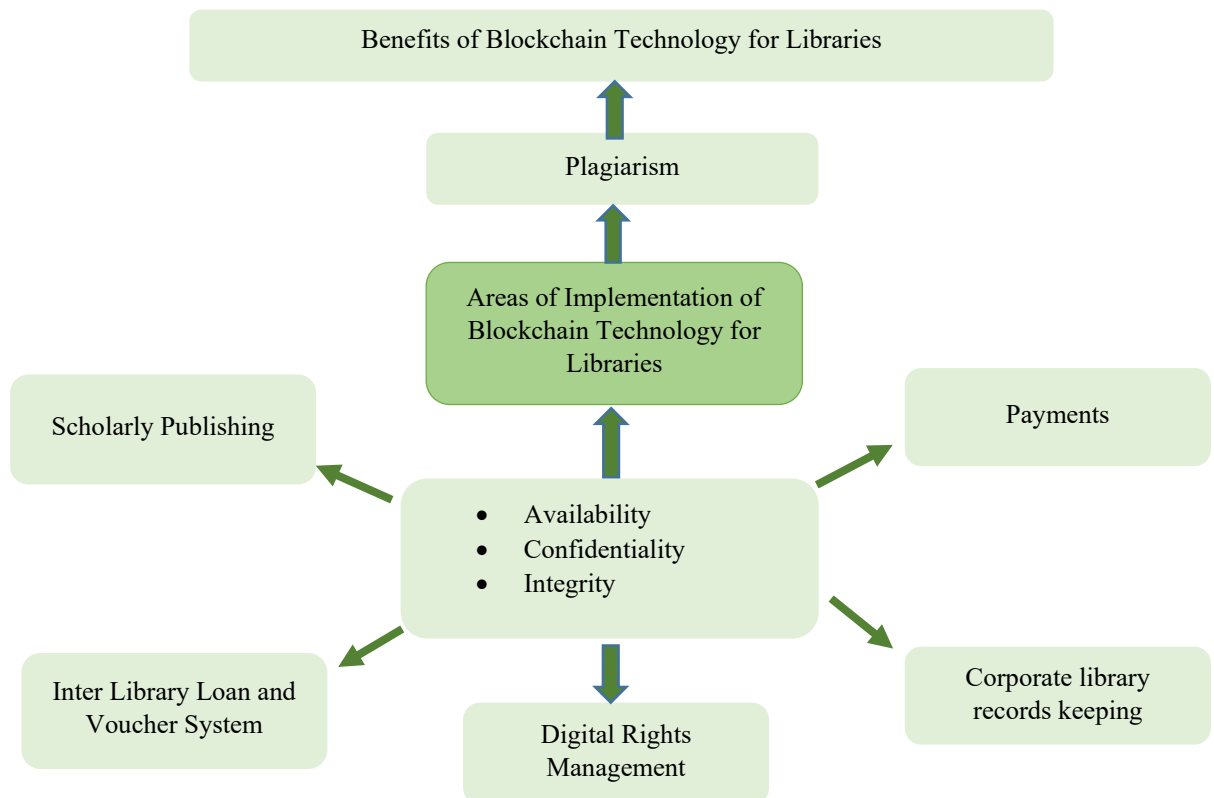 Benefits of Blockchain Technology for Libraries
Plagiarism
Areas of Implementation of
Blockchain Technology for
Libraries
Scholarly Publishing
Payments
• Availability
• Confidentiality
• Integrity
Inter Library Loan and
Voucher System
Digital Rights
Management
Corporate library
records keeping